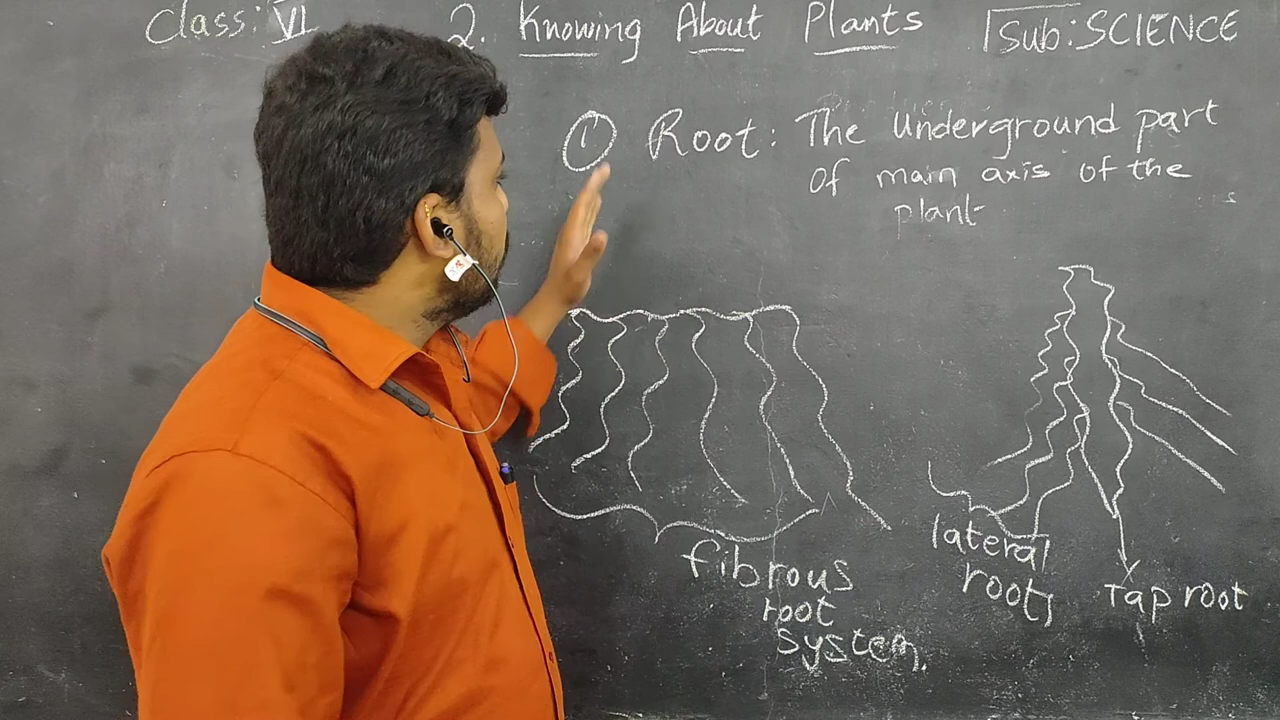 Class: VI 2. Knowing About Plants Sub: SCIENCE
① Root: The Underground part
of main axis of the
plant
fibrous
root
system.
lateral
roots
Tap root